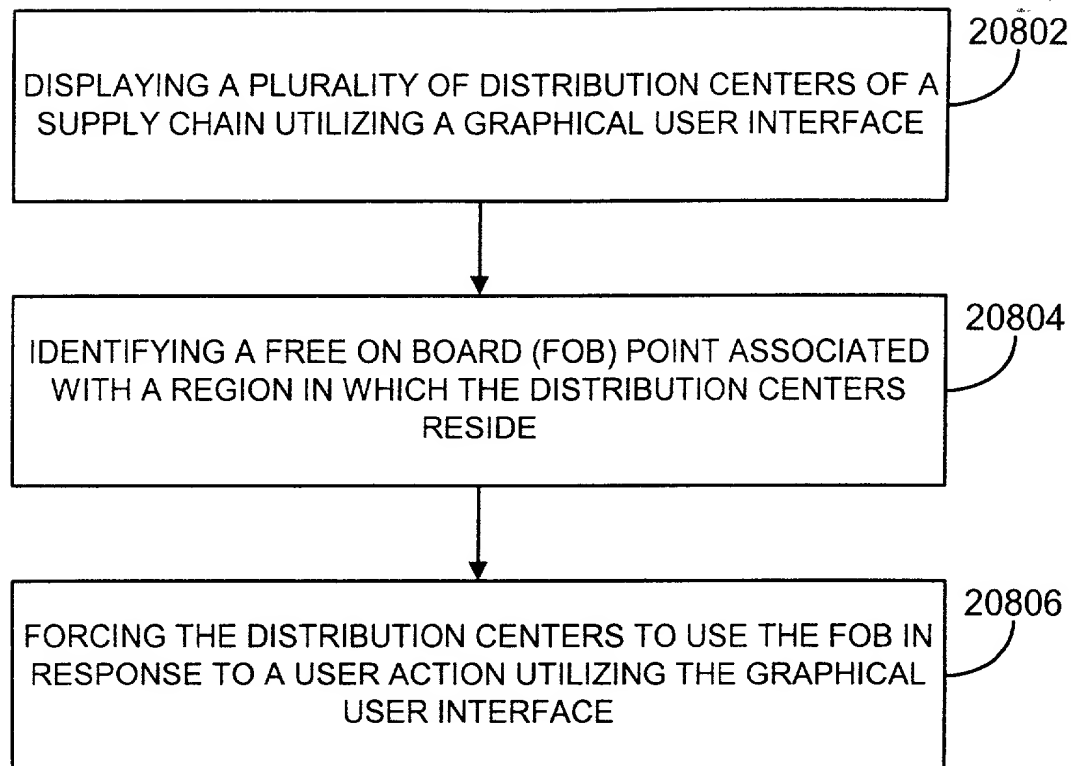 20802
DISPLAYING A PLURALITY OF DISTRIBUTION CENTERS OF A
SUPPLY CHAIN UTILIZING A GRAPHICAL USER INTERFACE
20804
IDENTIFYING A FREE ON BOARD (FOB) POINT ASSOCIATED
WITH A REGION IN WHICH THE DISTRIBUTION CENTERS
RESIDE
20806
FORCING THE DISTRIBUTION CENTERS TO USE THE FOB IN
RESPONSE TO A USER ACTION UTILIZING THE GRAPHICAL
USER INTERFACE